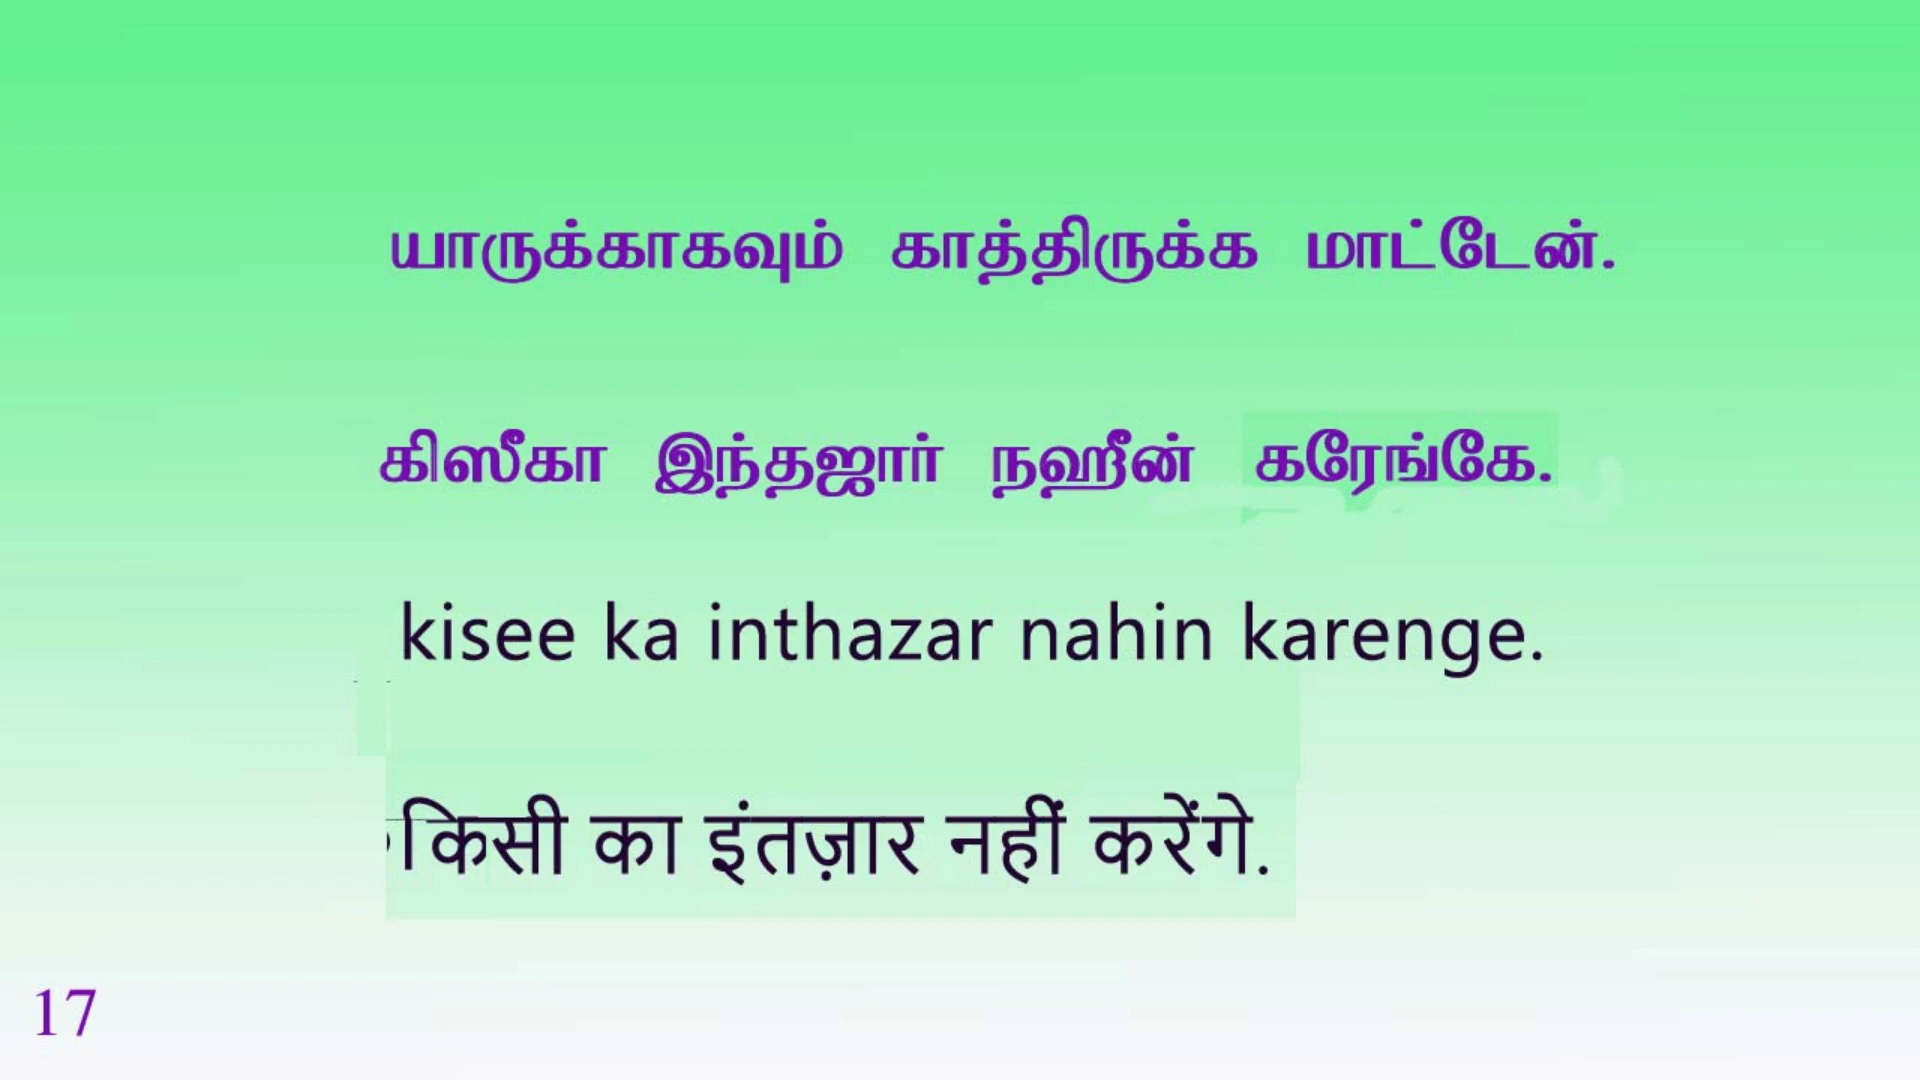 யாருக்காகவும் காத்திருக்க மாட்டேன்.
கிஸீகா இந்தஜார் நஹீன் கரேங்கே.
kisee ka inthazar nahin karenge.
किसी का इंतज़ार नहीं करेंगे.
17